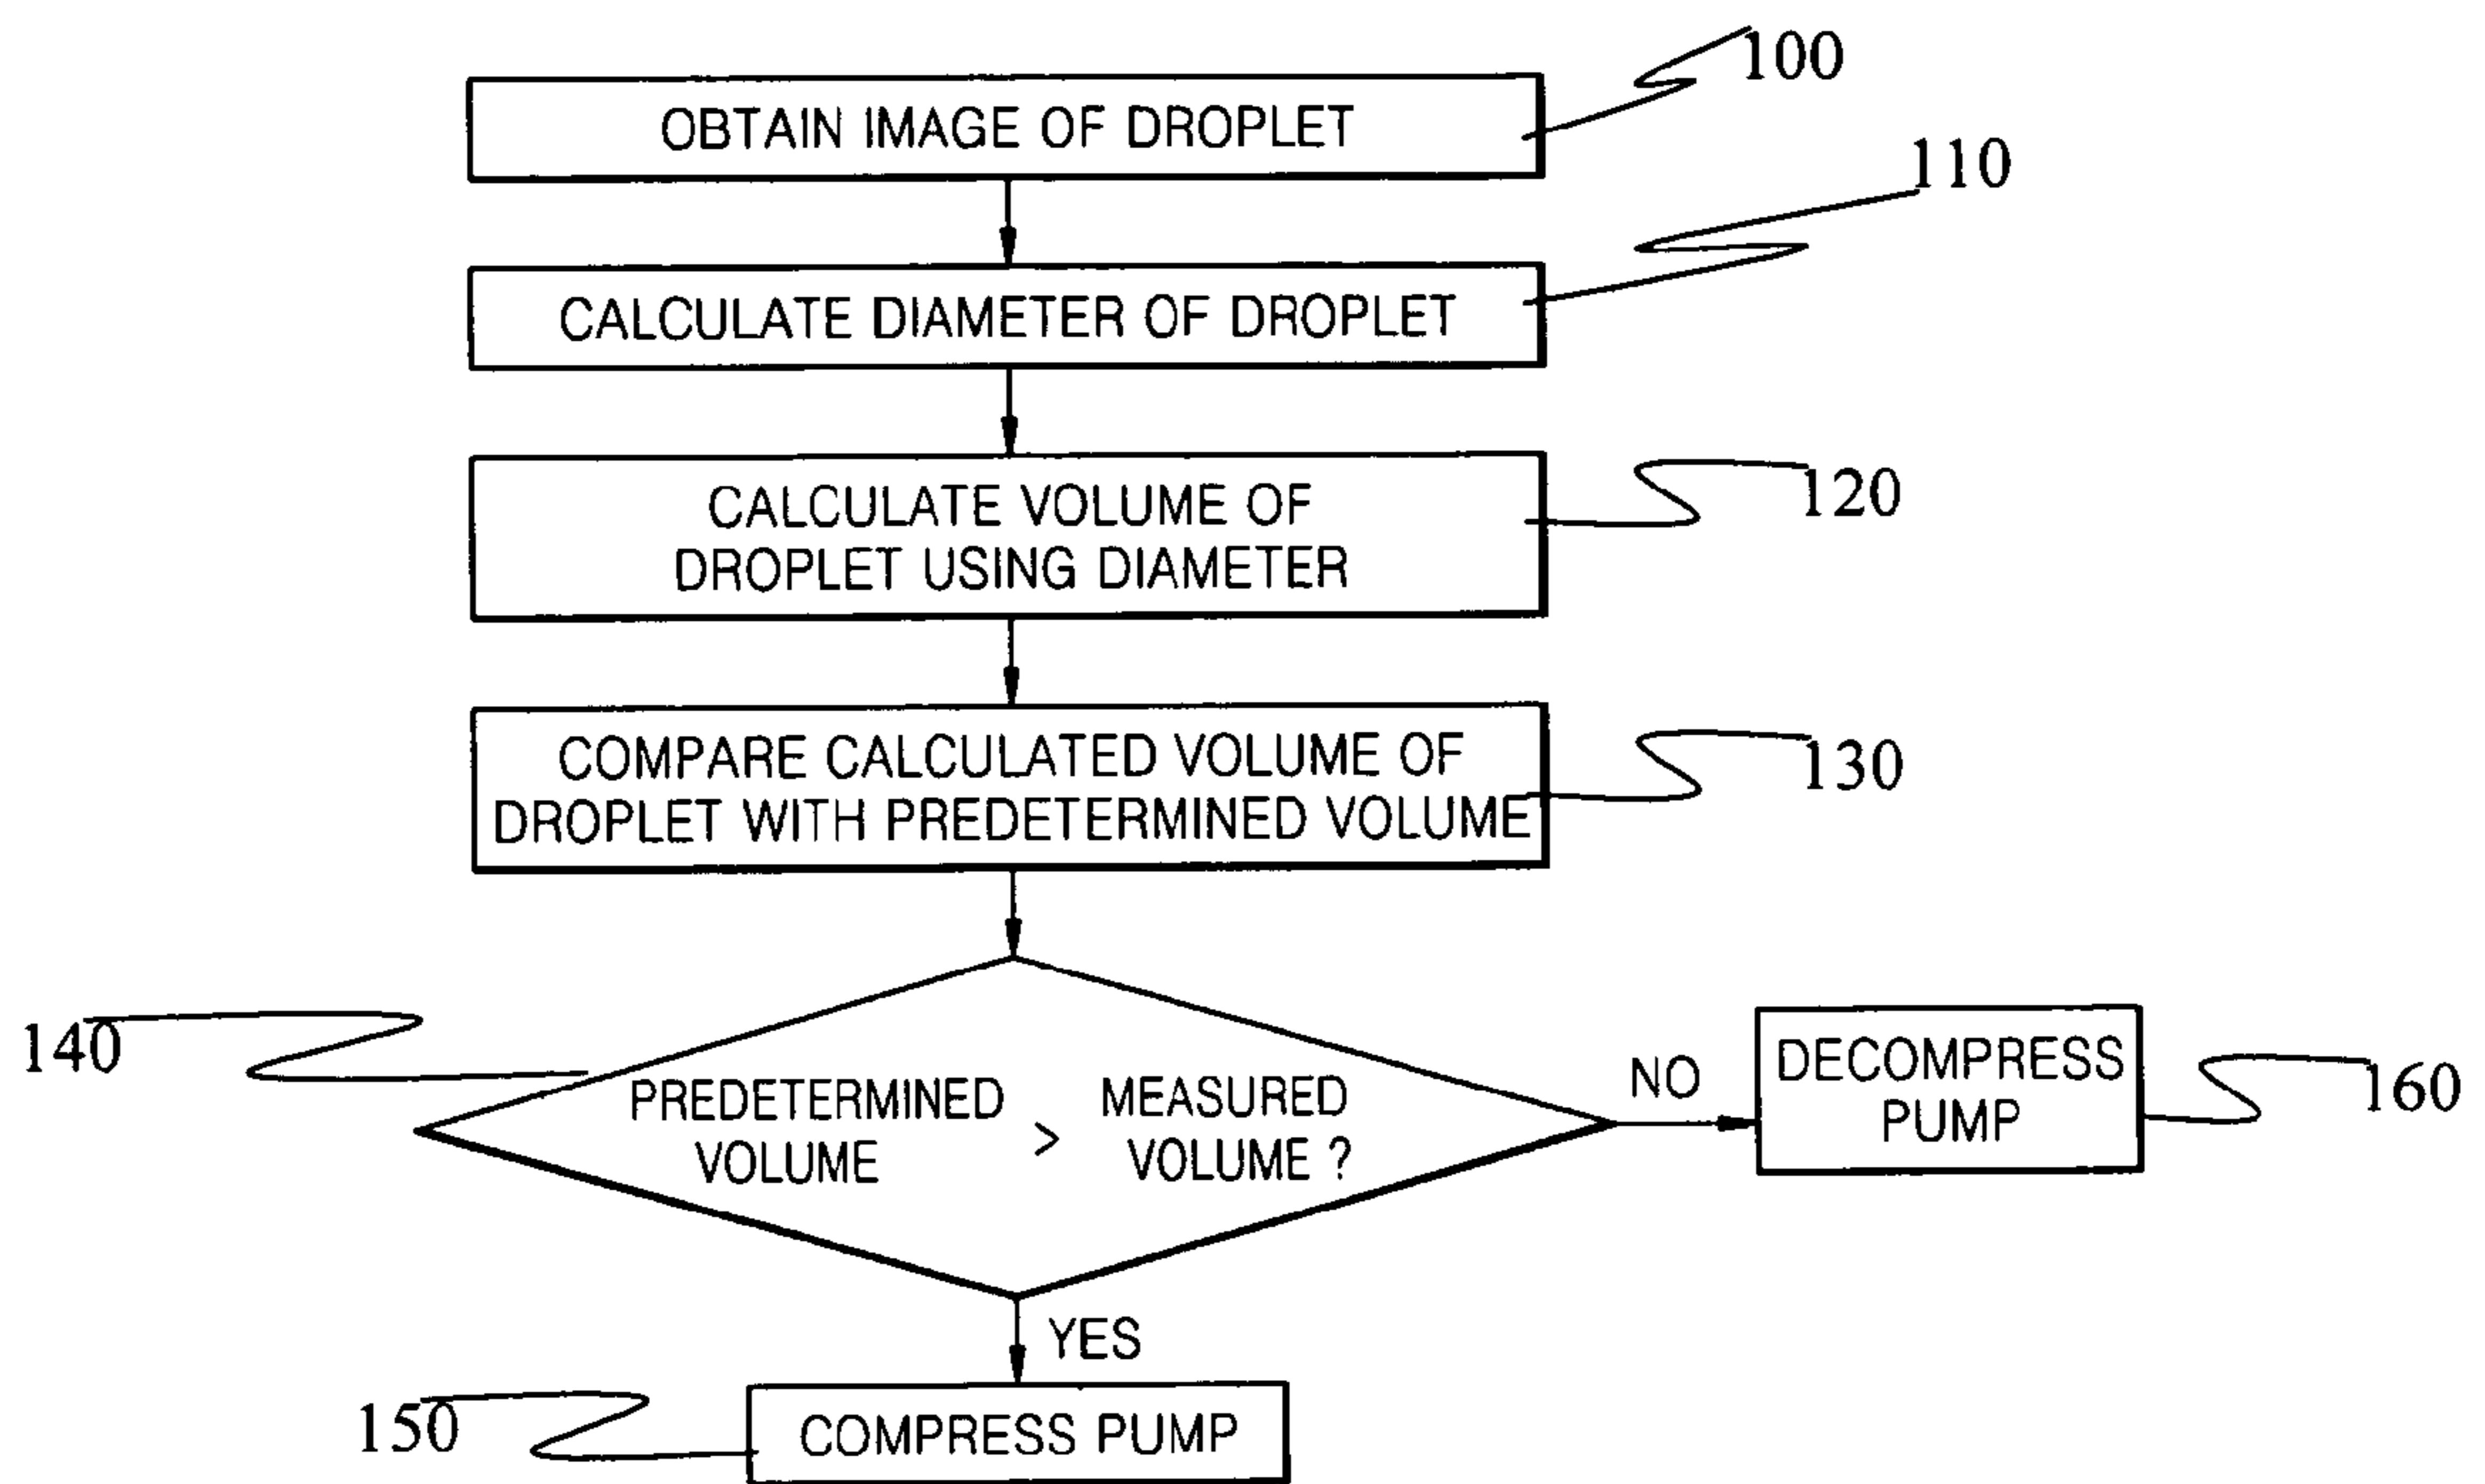 100
OBTAIN IMAGE OF DROPLET
110
CALCULATE DIAMETER OF DROPLET
120
CALCULATE VOLUME OF
DROPLET USING DIAMETER
130
COMPARE CALCULATED VOLUME OF
DROPLET WITH PREDETERMINED VOLUME
140
PREDETERMINED
VOLUME
>
MEASURED
VOLUME ?
NO
DECOMPRESS
PUMP
160
YES
150
COMPRESS PUMP